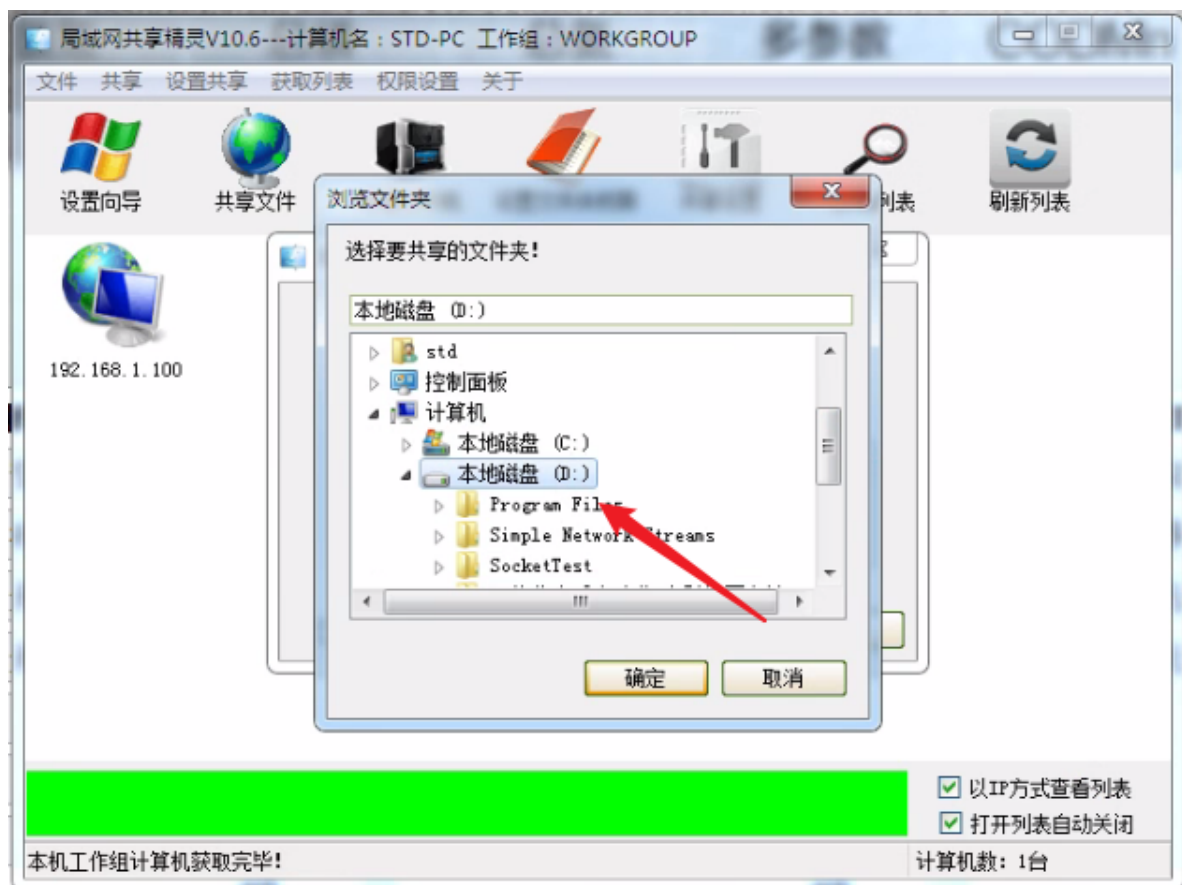 局域网共享精灵V10.6---计算机名：STD-PC 工作组：WORKGROUP
文件 共享 设置共享 获取列表 权限设置 关于
设置向导
共享文件
列表
刷新列表
浏览文件夹
选择要共享的文件夹!
本地磁盘 (D:)
std
控制面板
计算机
本地磁盘 (C:)
本地磁盘 (D:)
Program Files
Simple Network Streams
SocketTest
确定
取消
192.168.1.100
以IP方式查看列表
打开列表自动关闭
本机工作组计算机获取完毕!
计算机数: 1台